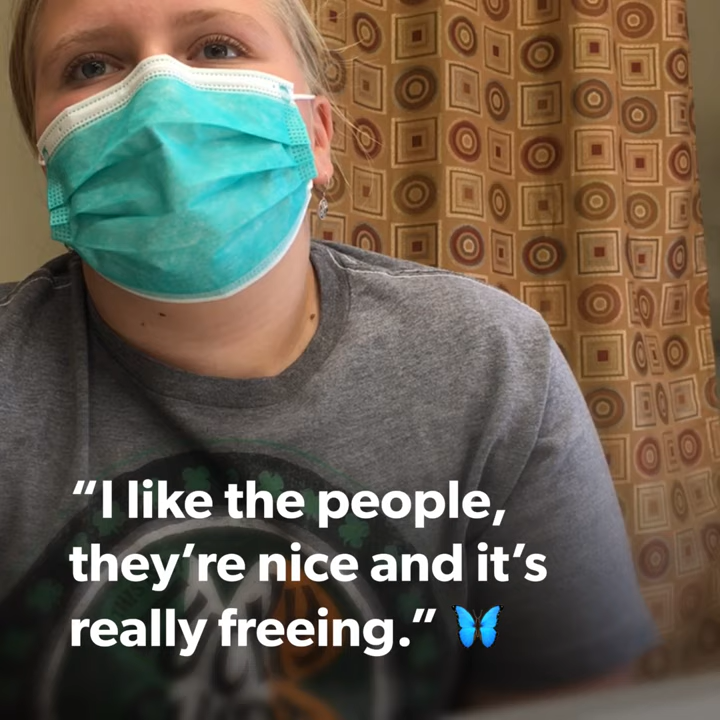 “I like the people,
they’re nice and it’s
really freeing.” 🦋